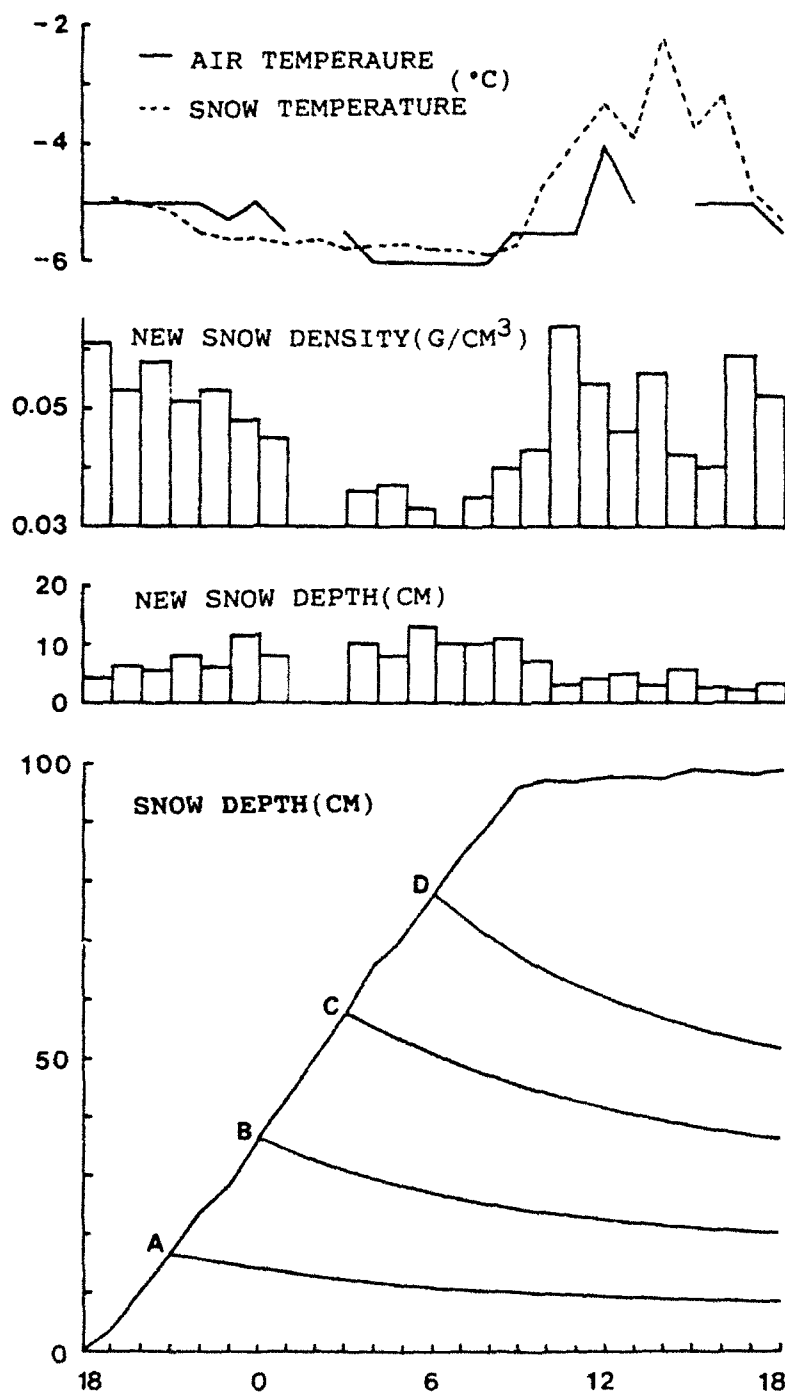 -2
— AIR TEMPERAURE
(°C)
--- SNOW TEMPERATURE
-4
-6
NEW SNOW DENSITY(G/CM³)
0.05
0.03
20
NEW SNOW DEPTH(CM)
10
0
100
SNOW DEPTH(CM)
D
C
50
B
A
0
18 0 6 12 18